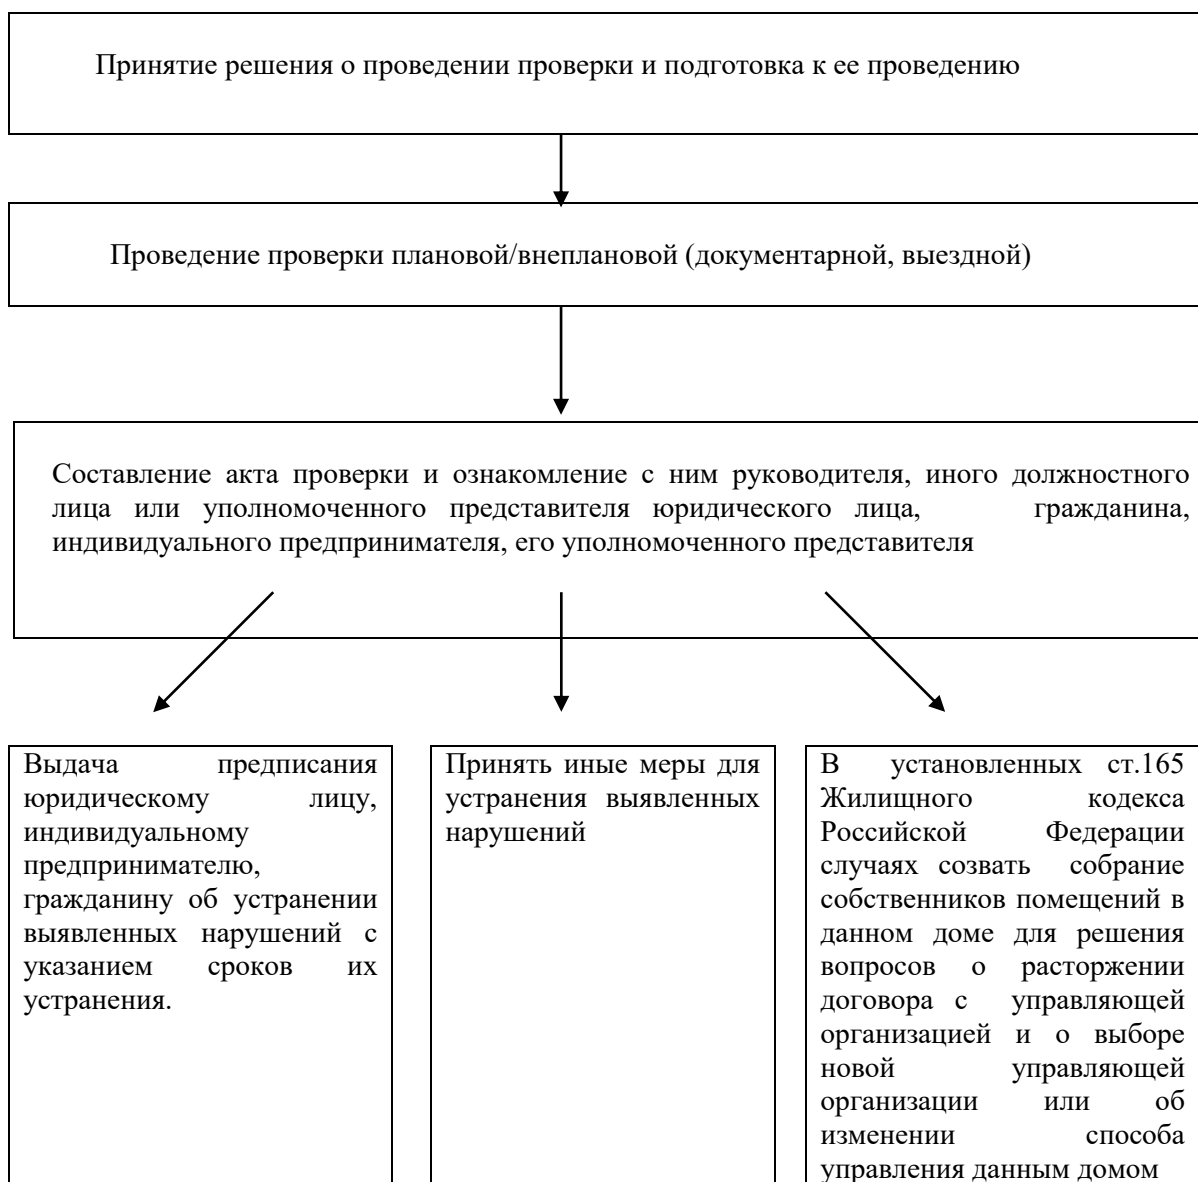 Принятие решения о проведении проверки и подготовка к ее проведению
Проведение проверки плановой/внеплановой (документарной, выездной)
Составление акта проверки и ознакомление с ним руководителя, иного должностного
лица или уполномоченного представителя юридического лица, гражданина,
индивидуального предпринимателя, его уполномоченного представителя
Выдача предписания
юридическому лицу,
индивидуальному
предпринимателю,
гражданину об устранении
выявленных нарушений с
указанием сроков их
устранения.
Принять иные меры для
устранения выявленных
нарушений
В установленных ст.165
Жилищного кодекса
Российской Федерации
случаях созвать собрание
собственников помещений в
данном доме для решения
вопросов о расторжении
договора с управляющей
организацией и о выборе
новой управляющей
организации или об
изменении способа
управления данным домом